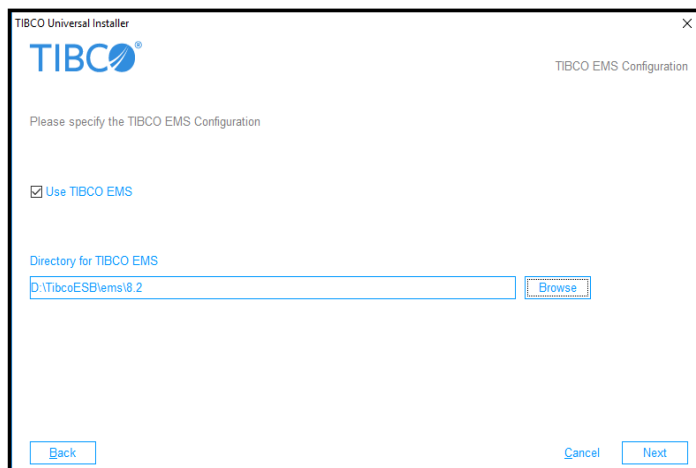 TIBCO Universal Installer
TIBCO®
TIBCO EMS Configuration
Please specify the TIBCO EMS Configuration
Use TIBCO EMS
Directory for TIBCO EMS
D:\TibcoESB\ems\8.2
Browse
Back
Cancel
Next